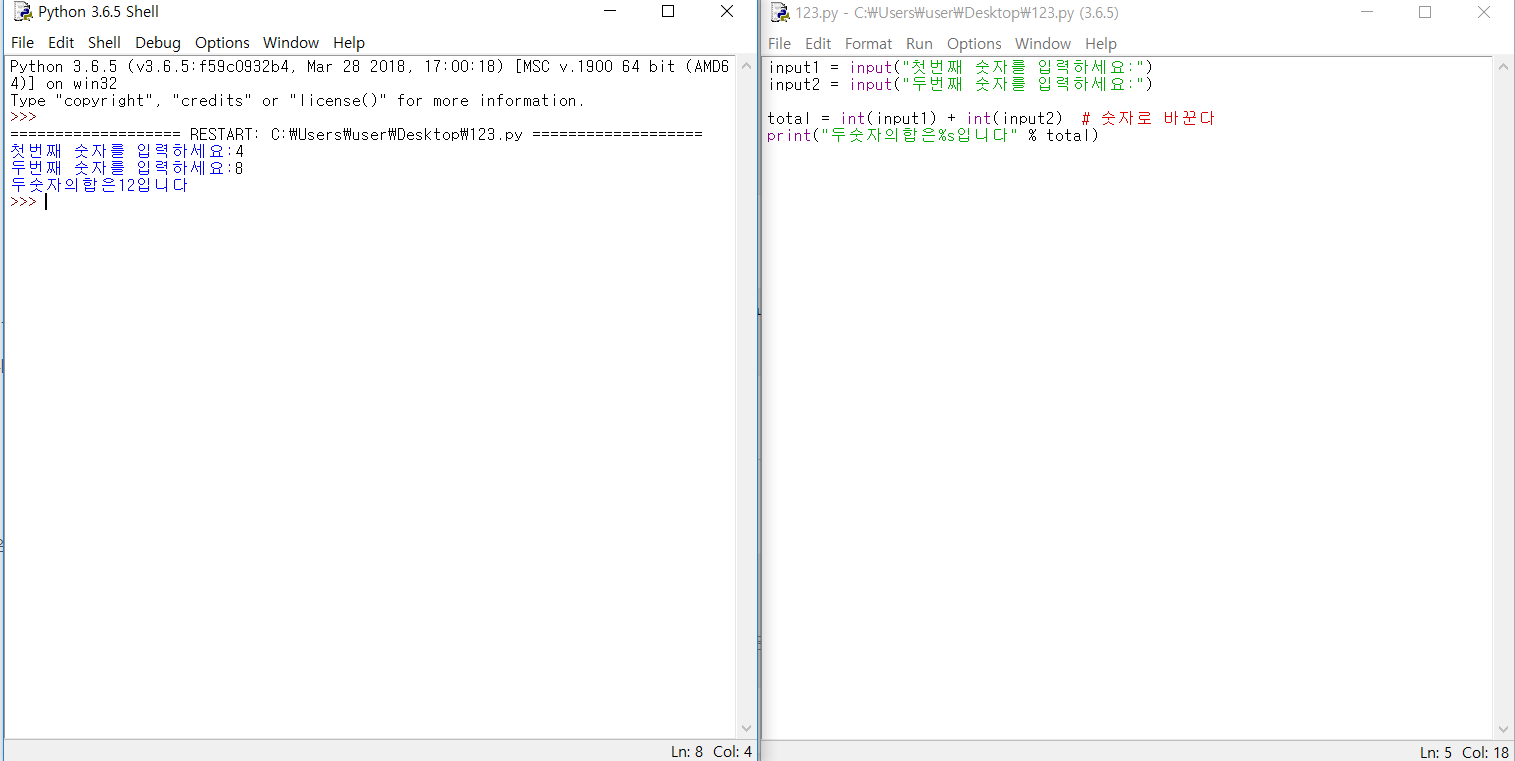 Python 3.6.5 Shell
File Edit Shell Debug Options Window Help
Python 3.6.5 (v3.6.5:f59c0932b4, Mar 28 2018, 17:00:18) [MSC v.1900 64 bit (AMD6
4)] on win32
Type "copyright", "credits" or "license()" for more information.
>>>
=================== RESTART: C:₩Users₩user₩Desktop₩123.py ===================
첫번째 숫자를 입력하세요:4
두번째 숫자를 입력하세요:8
두숫자의합은12입니다
>>>
Ln: 8 Col: 4
123.py - C:₩Users₩user₩Desktop₩123.py (3.6.5)
File Edit Format Run Options Window Help
input1 = input("첫번째 숫자를 입력하세요:")
input2 = input("두번째 숫자를 입력하세요:")
total = int(input1) + int(input2)  # 숫자로 바꾼다
print("두숫자의합은%s입니다" % total)
Ln: 5 Col: 18